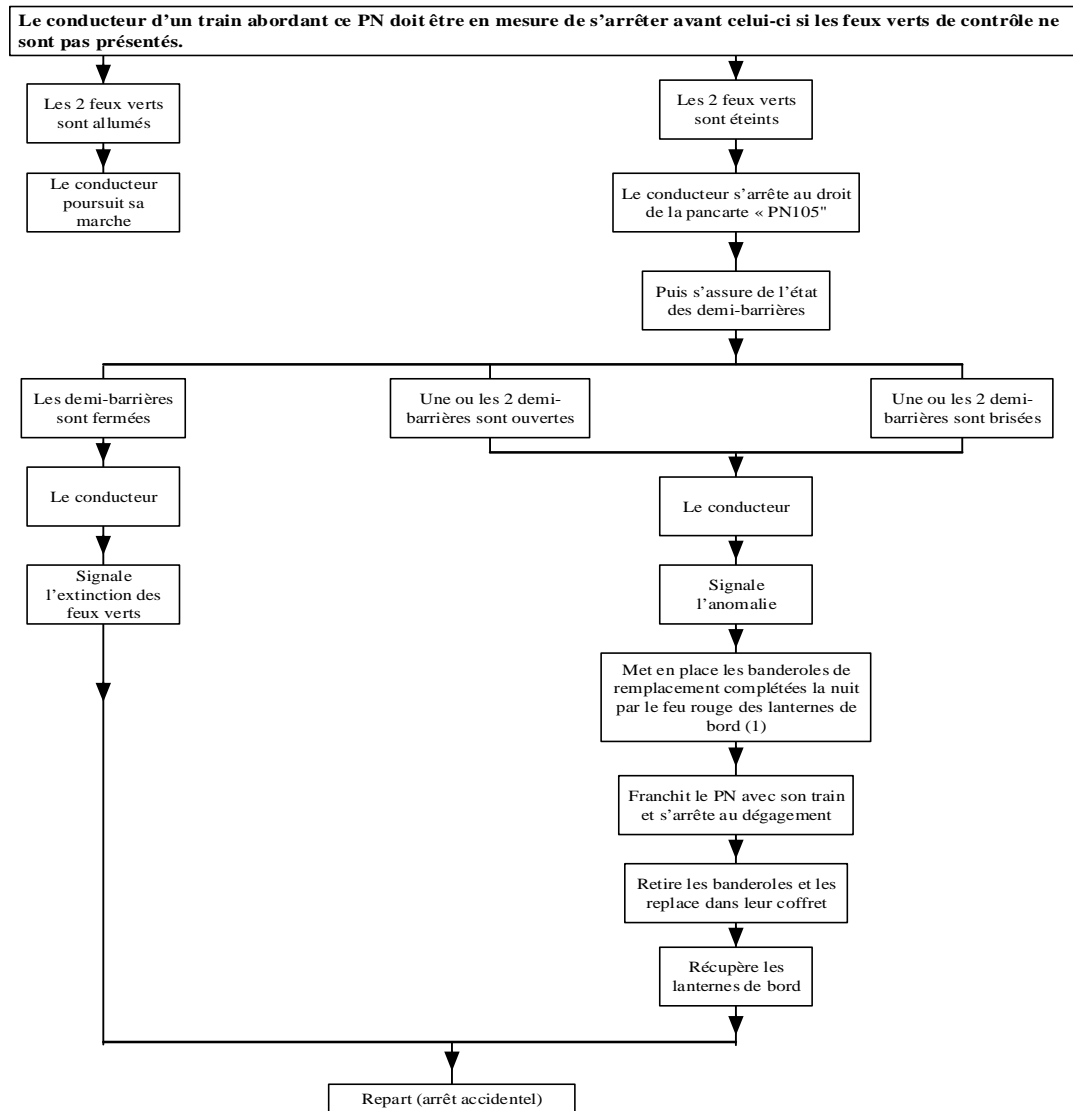 Le conducteur d’un train abordant ce PN doit être en mesure de s’arrêter avant celui-ci si les feux verts de contrôle ne
sont pas présentés.
Les 2 feux verts
sont allumés
Le conducteur
poursuit sa
marche
Les 2 feux verts
sont éteints
Le conducteur s’arrête au droit
de la pancarte « PN105"
Puis s’assure de l’état
des demi-barrières
Les demi-barrières
sont fermées
Une ou les 2 demi-
barrières sont ouvertes
Une ou les 2 demi-
barrières sont brisées
Le conducteur
Signale
l’extinction des
feux verts
Le conducteur
Signale
l’anomalie
Met en place les banderoles de
remplacement complétées la nuit
par le feu rouge des lanternes de
bord (1)
Franchit le PN avec son train
et s’arrête au dégagement
Retire les banderoles et les
replace dans leur coffret
Récupère les
lanternes de bord
Repart (arrêt accidentel)